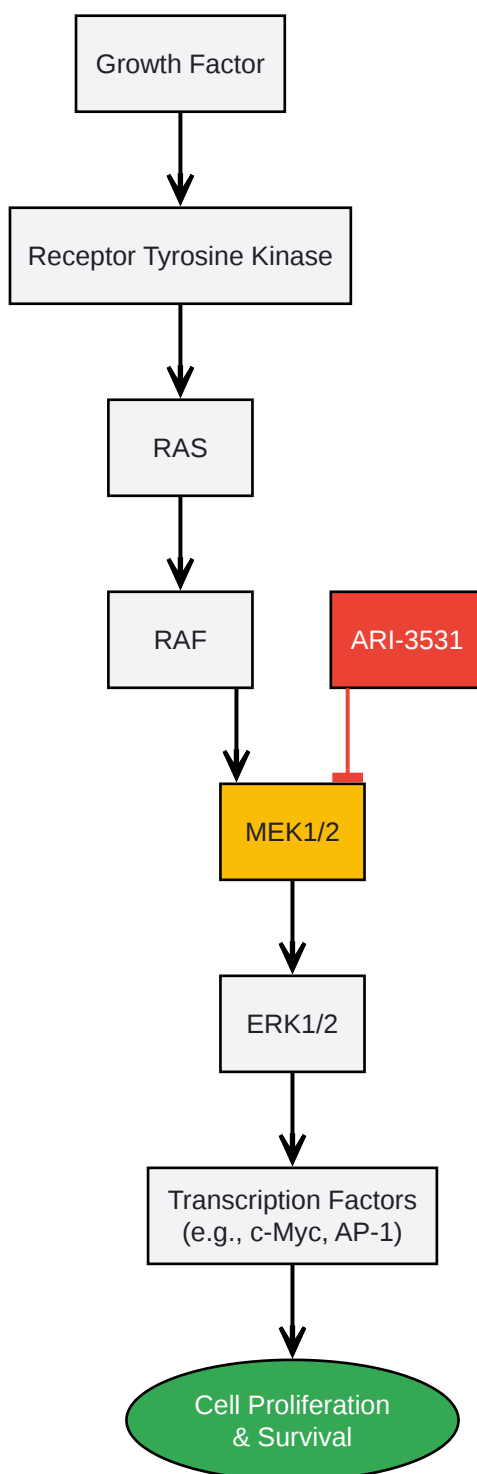 Growth Factor
Receptor Tyrosine Kinase
RAS
RAF
ARI-3531
MEK1/2
ERK1/2
Transcription Factors
(e.g., c-Myc, AP-1)
Cell Proliferation
& Survival